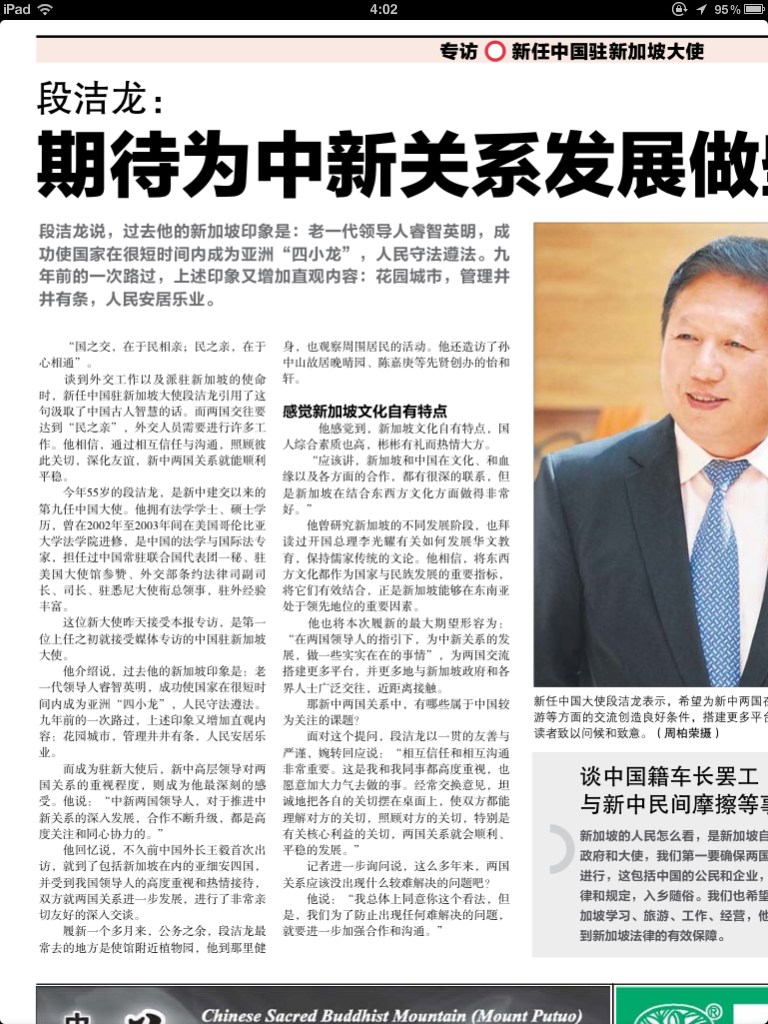 iPad
4:02
95%
专访 新任中国驻新加坡大使
段洁龙：
期待为中新关系发展做
段洁龙说，过去他的新加坡印象是：老一代领导人睿智英明，成
功使国家在很短时间内成为亚洲“四小龙”，人民守法遵法。九
年前的一次路过，上述印象又增加直观内容：花园城市，管理井
井有条，人民安居乐业。
“国之交，在于民相亲；民之亲，在于
心相通”。
谈到外交工作以及派驻新加坡的使命
时，新任中国驻新加坡大使段洁龙引用了这
句汲取了中国古人智慧的话。而两国交往要
达到“民之亲”，外交人员需要进行许多工
作。他相信，通过相互信任与沟通，照顾彼
此关切，深化友谊，新中两国关系就能顺利
平稳。
今年55岁的段洁龙，是新中建交以来的
第九任中国大使。他拥有法学学士、硕士学
历，曾在2002年至2003年间在美国哥伦比亚
大学法学院进修，是中国的法学与国际法专
家，担任过中国常驻联合国代表团一秘、驻
美国大使馆参赞、外交部条约法律司副司
长、司长、驻悉尼大使衔总领事，驻外经验
丰富。
这位新大使昨天接受本报专访，是第一
位上任之初就接受媒体专访的中国驻新加坡
大使。
他介绍说，过去他的新加坡印象是：老
一代领导人睿智英明，成功使国家在很短时
间内成为亚洲“四小龙”，人民守法遵法。
九年前的一次路过，上述印象又增加直观内
容：花园城市，管理井井有条，人民安居乐
业。
而成为驻新大使后，新中高层领导对两
国关系的重视程度，则成为他最深刻的感
受。他说：“中新两国领导人，对于推进中
新关系的深入发展，合作不断升级，都是高
度关注和同心协力的。”
他回忆说，不久前中国外长王毅首次出
访，就到了包括新加坡在内的亚细安四国，
并受到我国领导人的高度重视和热情接待，
双方就两国关系进一步发展，进行了非常亲
切友好的深入交谈。
履新一个多月来，公务之余，段洁龙最
常去的地方是使馆附近植物园，他到那里健
身，也观察周围居民的活动。他还造访了孙
中山故居晚晴园、陈嘉庚等先贤创办的怡和
轩。
感觉新加坡文化自有特点
他感觉到，新加坡文化自有特点，国
人综合素质也高，彬彬有礼而热情大方。
“应该讲，新加坡和中国在文化、和血
缘以及各方面的合作，都有很深的联系，但
是新加坡在结合东西方文化方面做得非常
好。”
他曾研究新加坡的不同发展阶段，也拜
读过开国总理李光耀有关如何发展华文教
育，保持儒家传统的文论。他相信，将东西
方文化都作为国家与民族发展的重要指标，
将它们有效结合，正是新加坡能够在东南亚
处于领先地位的重要因素。
他也将本次履新的最大期望形容为：
“在两国领导人的指引下，为中新关系的发
展，做一些实实在在的事情”，为两国交流
搭建更多平台，并更多地与新加坡政府和各
界人士广泛交往，近距离接触。
那新中两国关系中，有哪些属于中国较
为关注的课题？
面对这个提问，段洁龙以一贯的友善与
严谨，婉转回应说：“相互信任和相互沟通
非常重要。这是我和我同事都高度重视，也
愿意加大力气去做的事。经常交换意见，坦
诚地把各自的关切摆在桌面上，使双方都能
理解对方的关切，照顾对方的关切，特别是
有关核心利益的关切，两国关系就会顺利、
平稳的发展。”
记者进一步询问说，这么多年来，两国
关系应该没出现什么较难解决的问题吧？
他说：“我总体上同意你这个看法，但
是，我们为了防止出现任何难解决的问题，
就要进一步加强合作和沟通。”
新任中国大使段洁龙表示，希望为新中两国在
游等方面的交流创造良好条件，搭建更多平台
读者致以问候和致意。（周柏荣摄）
谈中国籍车长罢工
与新中民间摩擦等事
新加坡的人民怎么看，是新加坡自
政府和大使，我们第一要确保两国
进行，这包括中国的公民和企业，
律和规定，入乡随俗。我们也希望
加坡学习、旅游、工作、经营，他
到新加坡法律的有效保障。
Chinese Sacred Buddhist Mountain (Mount Putuo)